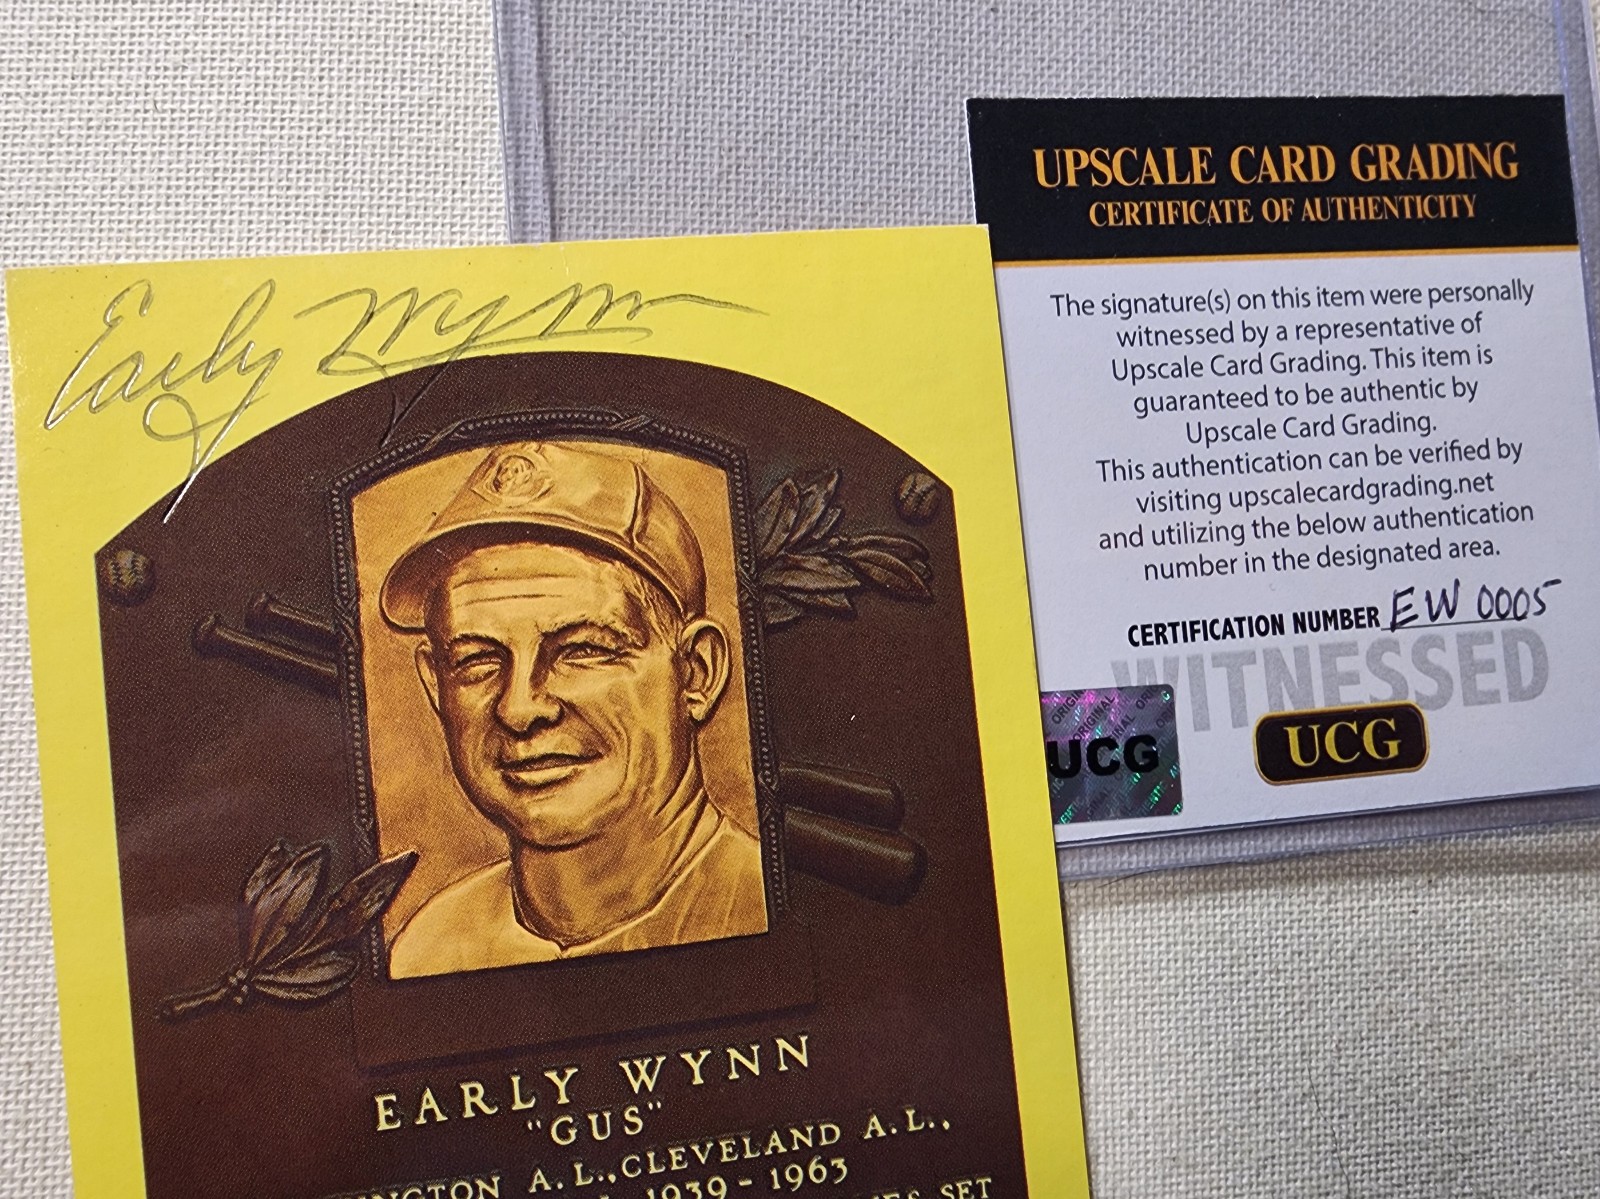 Early Wynn
EARLY WYNN
"GUS"
A.L., CLEVELAND A.L.,
1939 - 1963
SET
UPSCALE CARD GRADING
CERTIFICATE OF AUTHENTICITY
The signature(s) on this item were personally
witnessed by a representative of
Upscale Card Grading. This item is
guaranteed to be authentic by
Upscale Card Grading.
This authentication can be verified by
visiting upscalecardgrading.net
and utilizing the below authentication
number in the designated area.
CERTIFICATION NUMBER EW 0005
WITNESSED
UCG
UCG